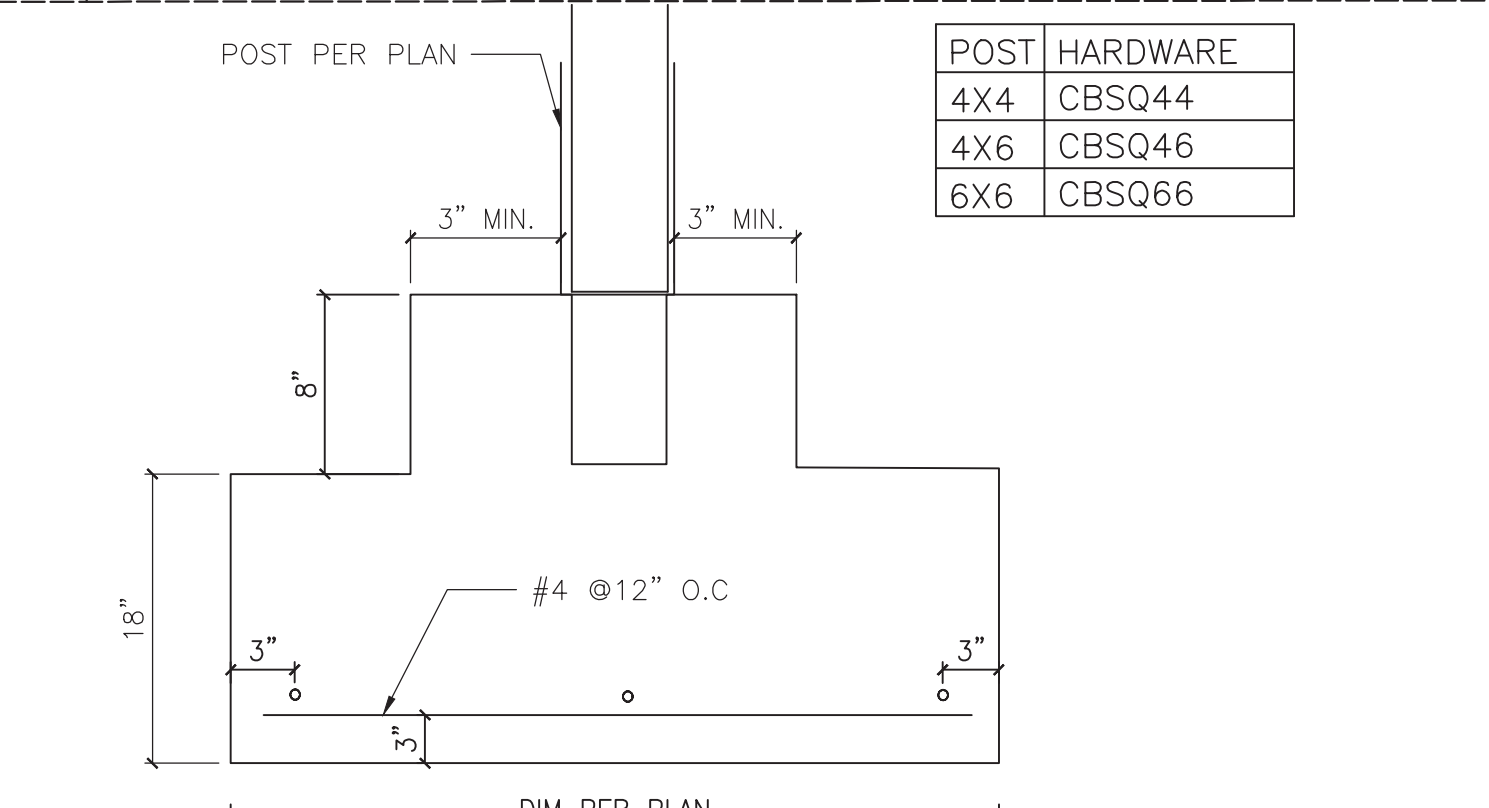 POST PER PLAN
POST HARDWARE
4X4 CBSQ44
4X6 CBSQ46
6X6 CBSQ66
3” MIN. 3” MIN.
8”
#4 @12” O.C
18”
3” 3”
3”
DIM PER PLAN